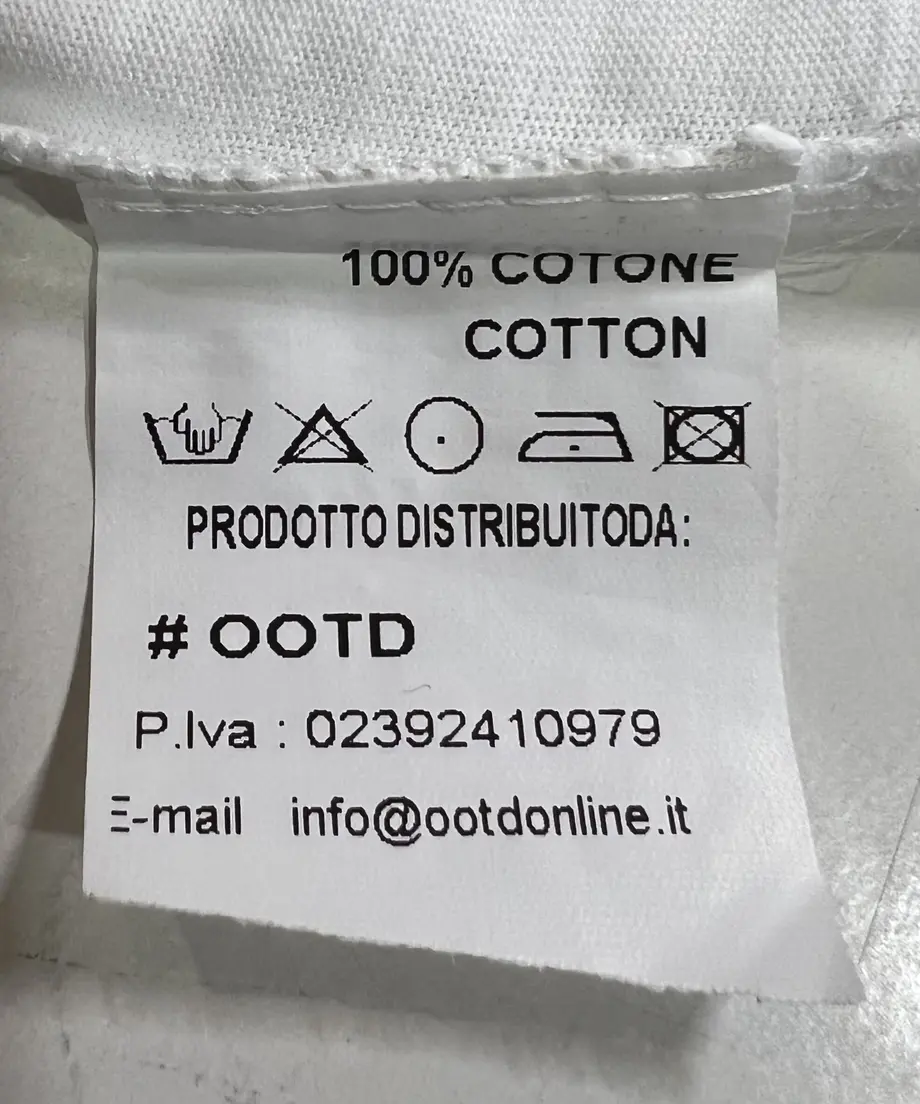 100% COTONE
COTTON
PRODOTTO DISTRIBUITODA:
# OOTD
P.Iva : 02392410979
E-mail info@ootdonline.it